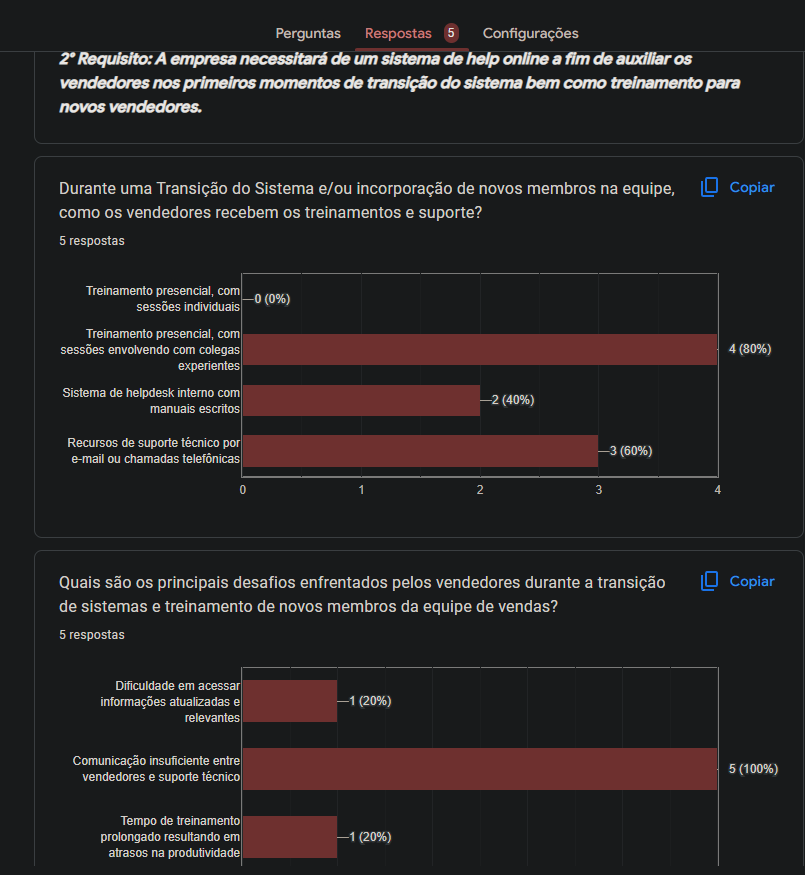 Perguntas Respostas 5 Configurações
2° Requisito: A empresa necessitará de um sistema de help online a fim de auxiliar os
vendedores nos primeiros momentos de transição do sistema bem como treinamento para
novos vendedores.
Durante uma Transição do Sistema e/ou incorporação de novos membros na equipe,
como os vendedores recebem os treinamentos e suporte?
Copiar
5 respostas
Treinamento presencial, com
sessões individuais
0 (0%)
Treinamento presencial, com
sessões envolvendo com colegas
experientes
4 (80%)
Sistema de helpdesk interno com
manuais escritos
2 (40%)
Recursos de suporte técnico por
e-mail ou chamadas telefônicas
3 (60%)
0 1 2 3 4
Quais são os principais desafios enfrentados pelos vendedores durante a transição
de sistemas e treinamento de novos membros da equipe de vendas?
Copiar
5 respostas
Dificuldade em acessar
informações atualizadas e
relevantes
1 (20%)
Comunicação insuficiente entre
vendedores e suporte técnico
5 (100%)
Tempo de treinamento
prolongado resultando em
atrasos na produtividade
1 (20%)